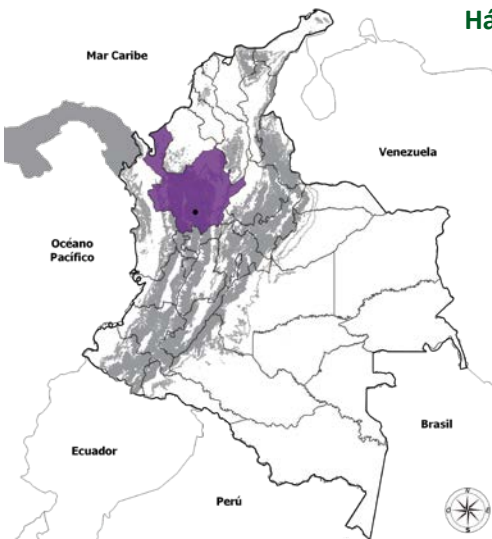 Há
Mar Caribe
Venezuela
Océano
Pacífico
Brasil
Ecuador
Perú
N
S